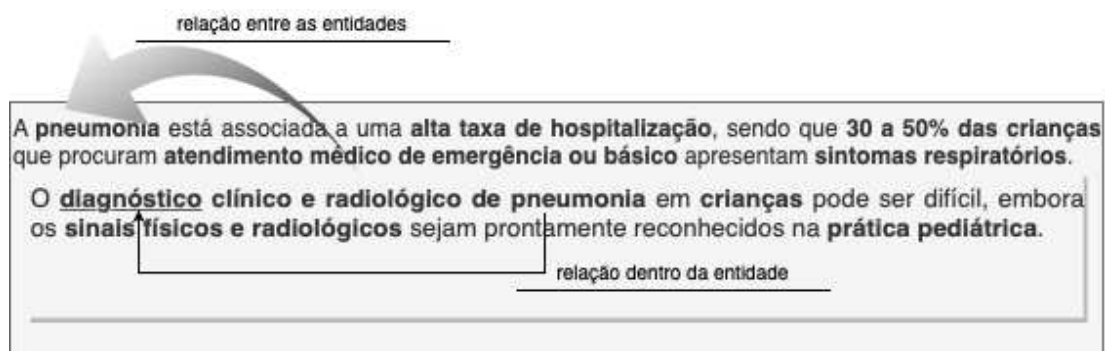 relação entre as entidades
A pneumonia está associada a uma alta taxa de hospitalização, sendo que 30 a 50% das crianças
que procuram atendimento médico de emergência ou básico apresentam sintomas respiratórios.
O diagnóstico clínico e radiológico de pneumonia em crianças pode ser difícil, embora
os sinais físicos e radiológicos sejam prontamente reconhecidos na prática pediátrica.
relação dentro da entidade